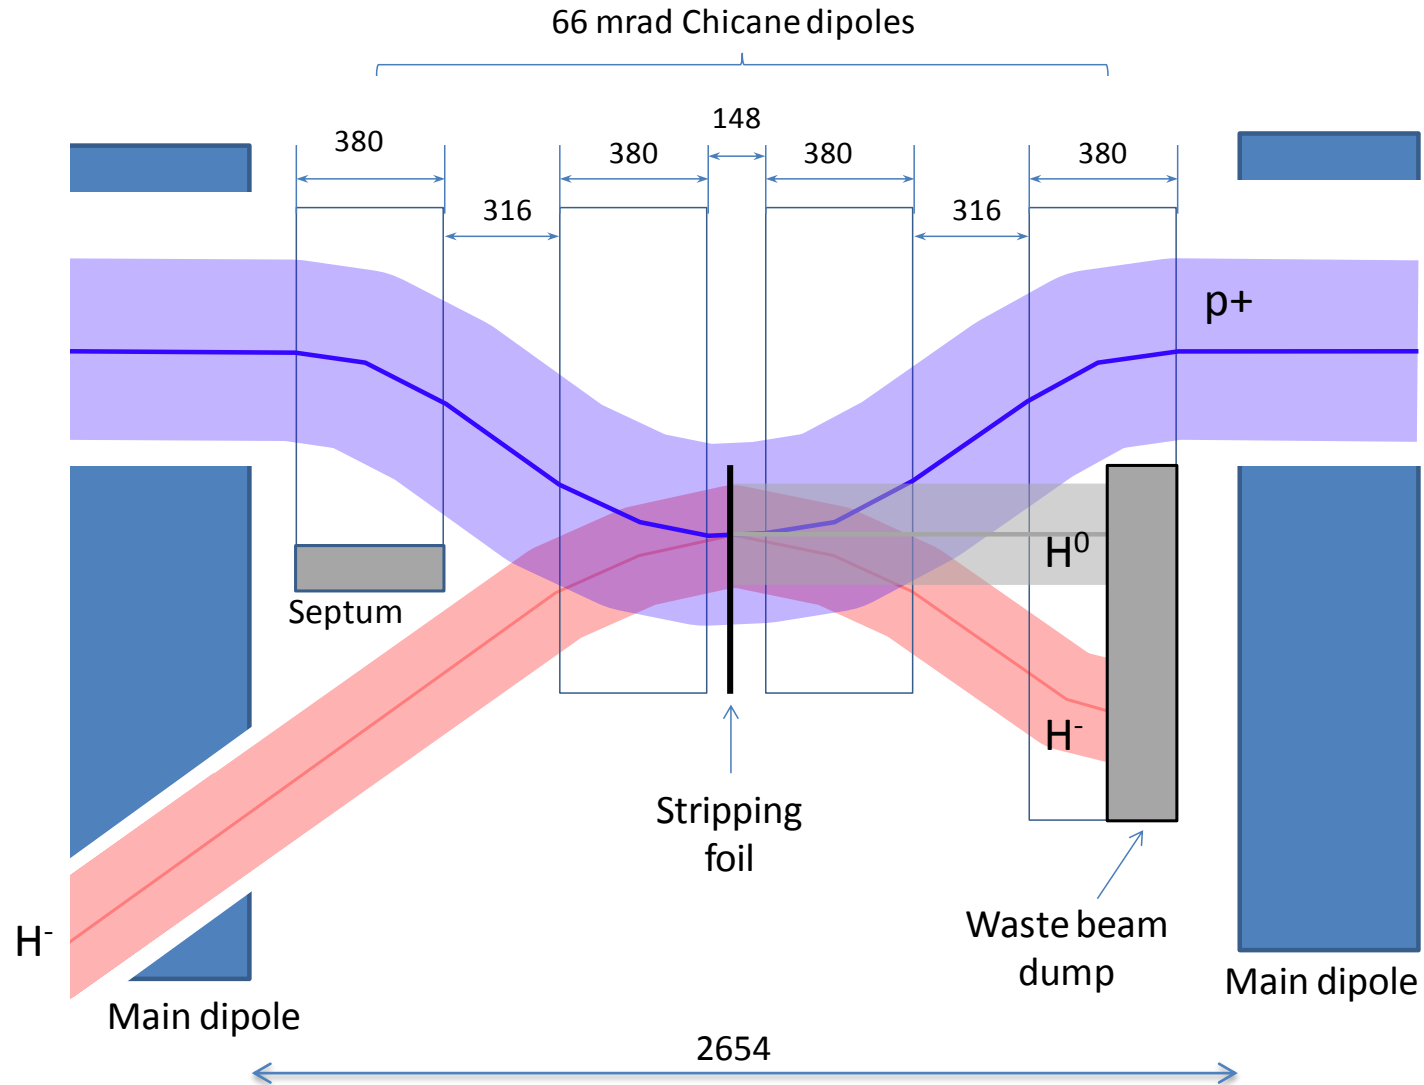 66 mrad Chicane dipoles
148
380
380
380
380
316
316
p+
H⁰
Septum
H⁻
Stripping
foil
H⁻
Waste beam
dump
Main dipole
Main dipole
2654